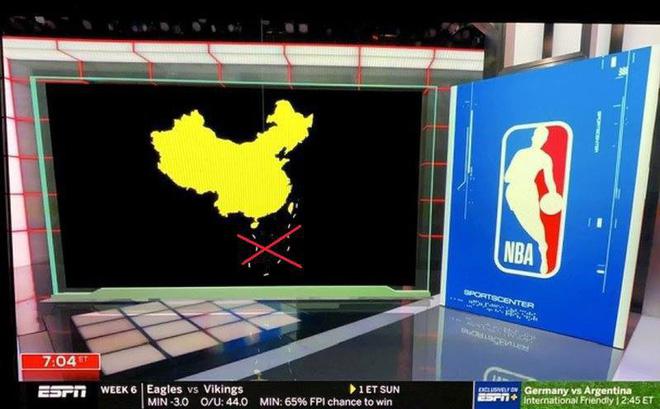 NBA
SPORTSCENTER
7:04 ET
ESPN
WEEK 6
Eagles vs Vikings
1 ET SUN
MIN -3.0 O/U: 44.0 MIN: 65% FPI chance to win
EXCLUSIVELY ON
ESPN+
Germany vs Argentina
International Friendly | 2:45 ET